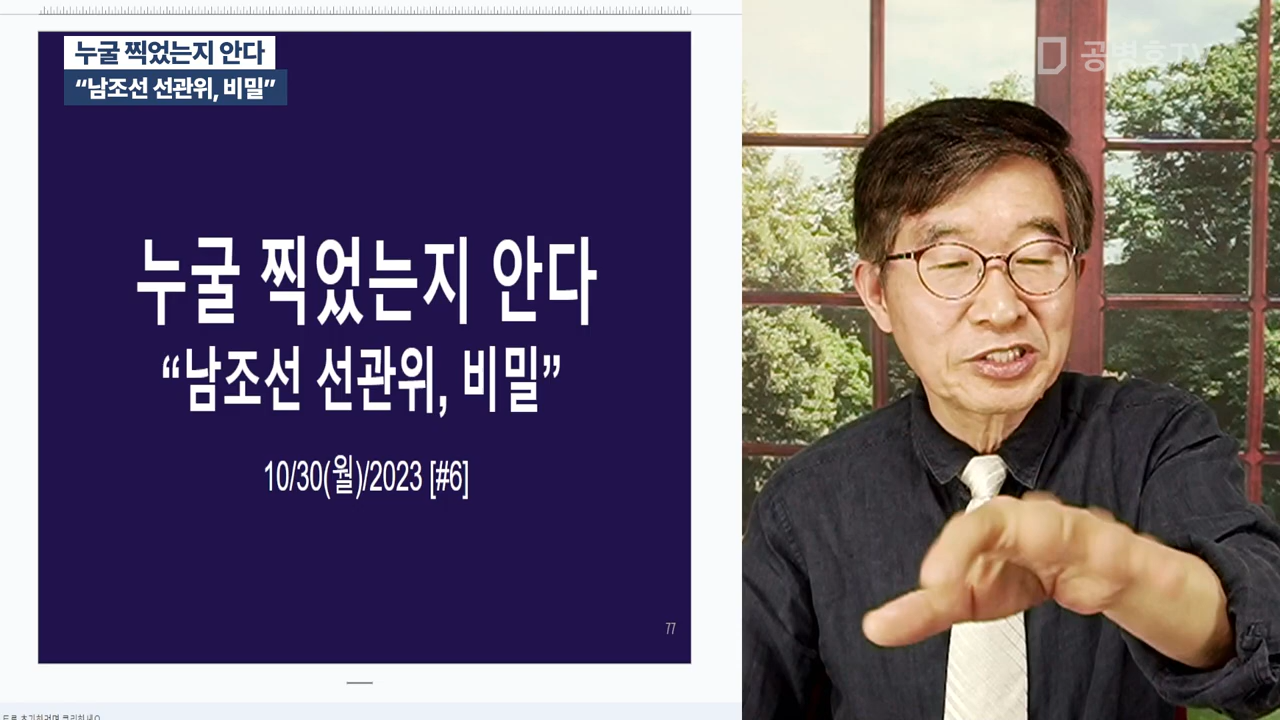 누굴 찍었는지 안다
“남조선 선관위, 비밀”
공병호TV
누굴 찍었는지 안다
“남조선 선관위, 비밀”
10/30(월)/2023 [#6]
77